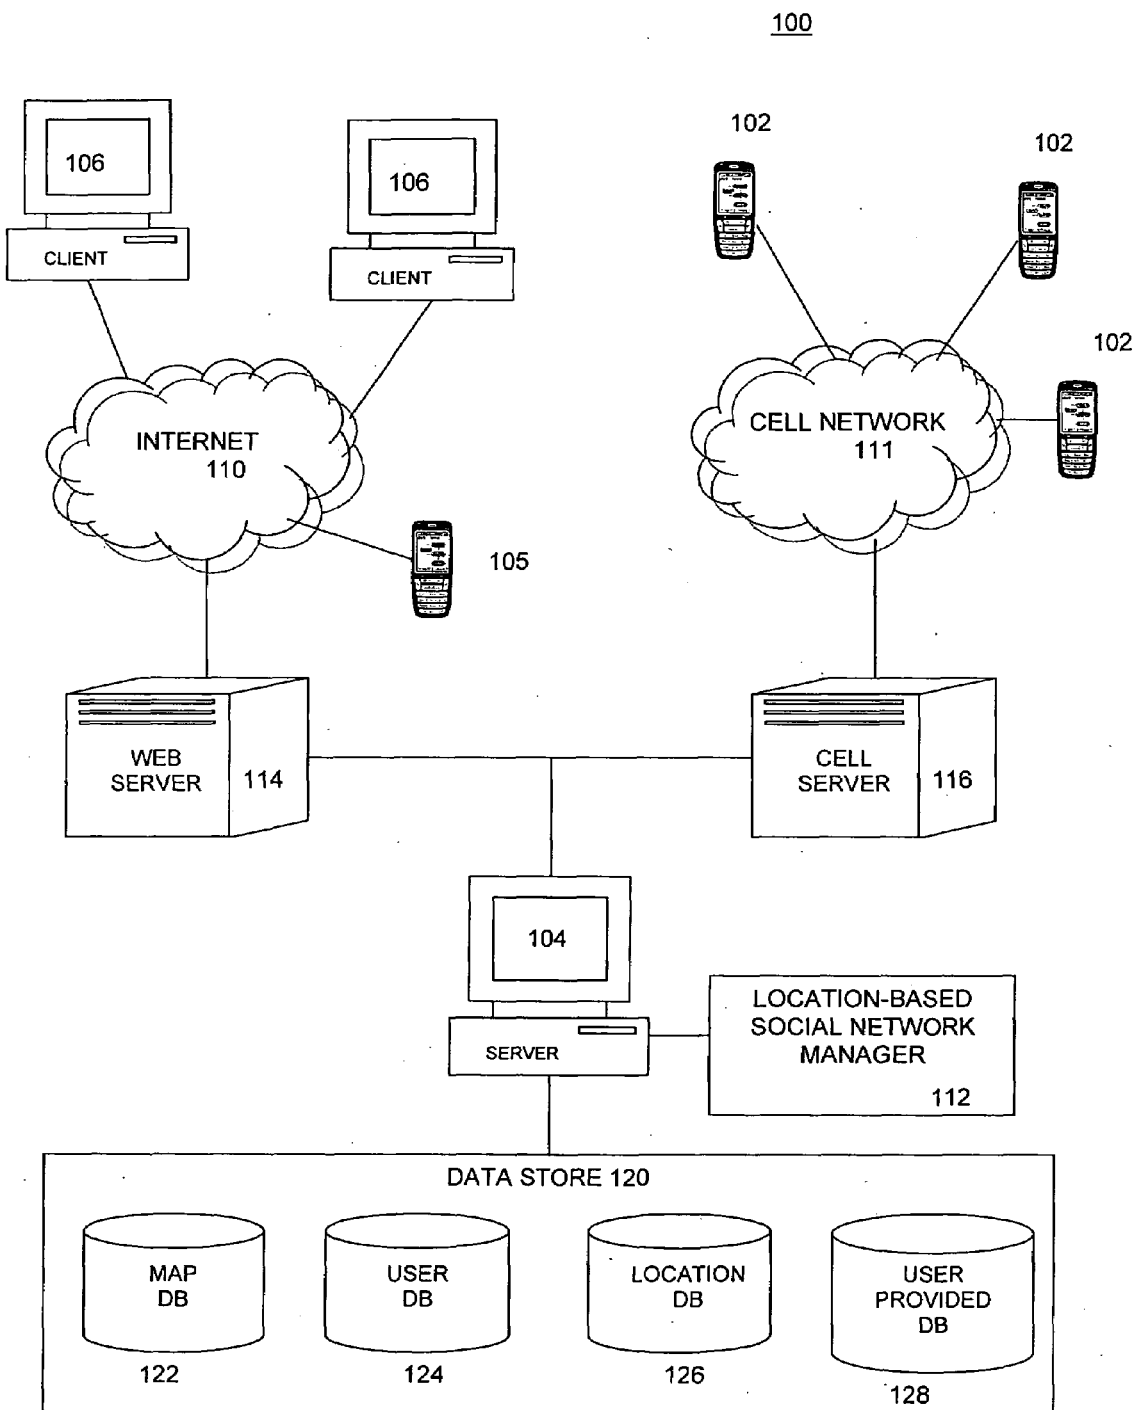 100
106
CLIENT
106
CLIENT
102
102
102
INTERNET
110
CELL NETWORK
111
105
WEB
SERVER
114
CELL
SERVER
116
104
SERVER
LOCATION-BASED
SOCIAL NETWORK
MANAGER
112
DATA STORE 120
MAP
DB
122
USER
DB
124
LOCATION
DB
126
USER
PROVIDED
DB
128